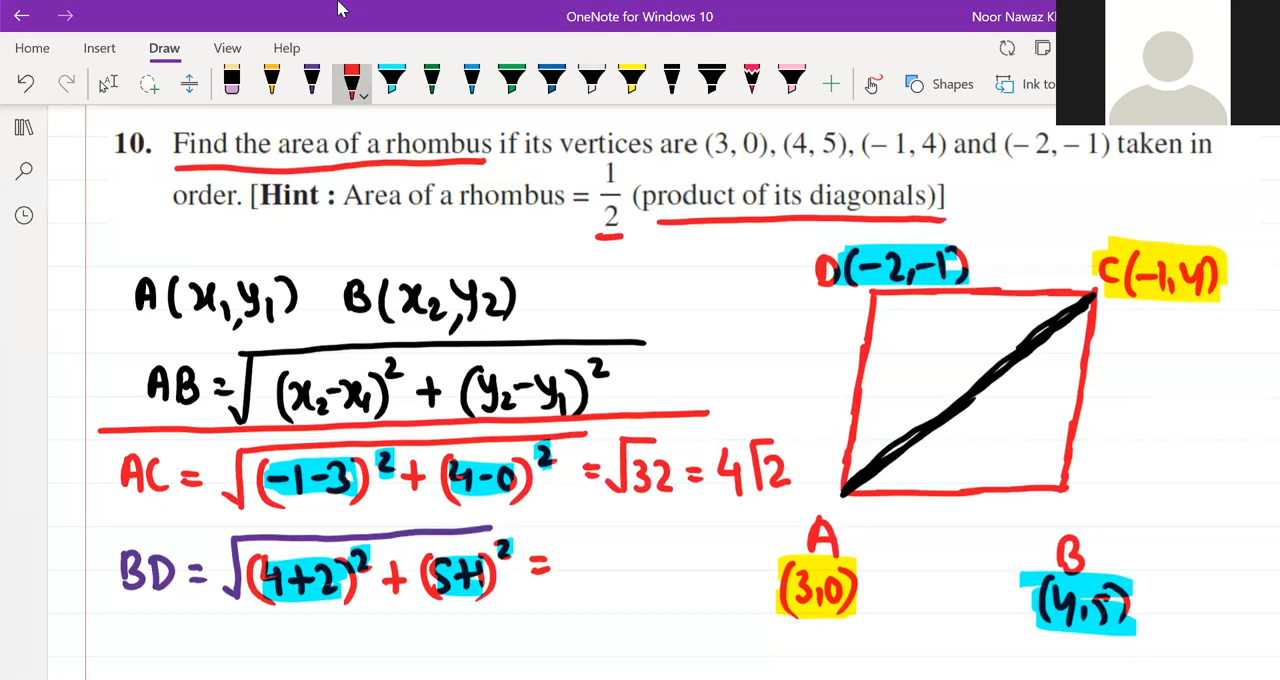 OneNote for Windows 10
Noor Nawaz Kh
Home Insert Draw View Help
Shapes
Ink to
10. Find the area of a rhombus if its vertices are (3, 0), (4, 5), (– 1, 4) and (– 2, – 1) taken in
order. [Hint : Area of a rhombus = 1/2 (product of its diagonals)]
D(-2,-1)
C(-1,4)
A(x₁,y₁) B(x₂,y₂)
AB=√(x₂-x₁)² + (y₂-y₁)²
AC = √(-1-3)² + (4-0)² = √32 = 4√2
BD = √(4+2)² + (5+1)² =
A
(3,0)
B
(4,5)